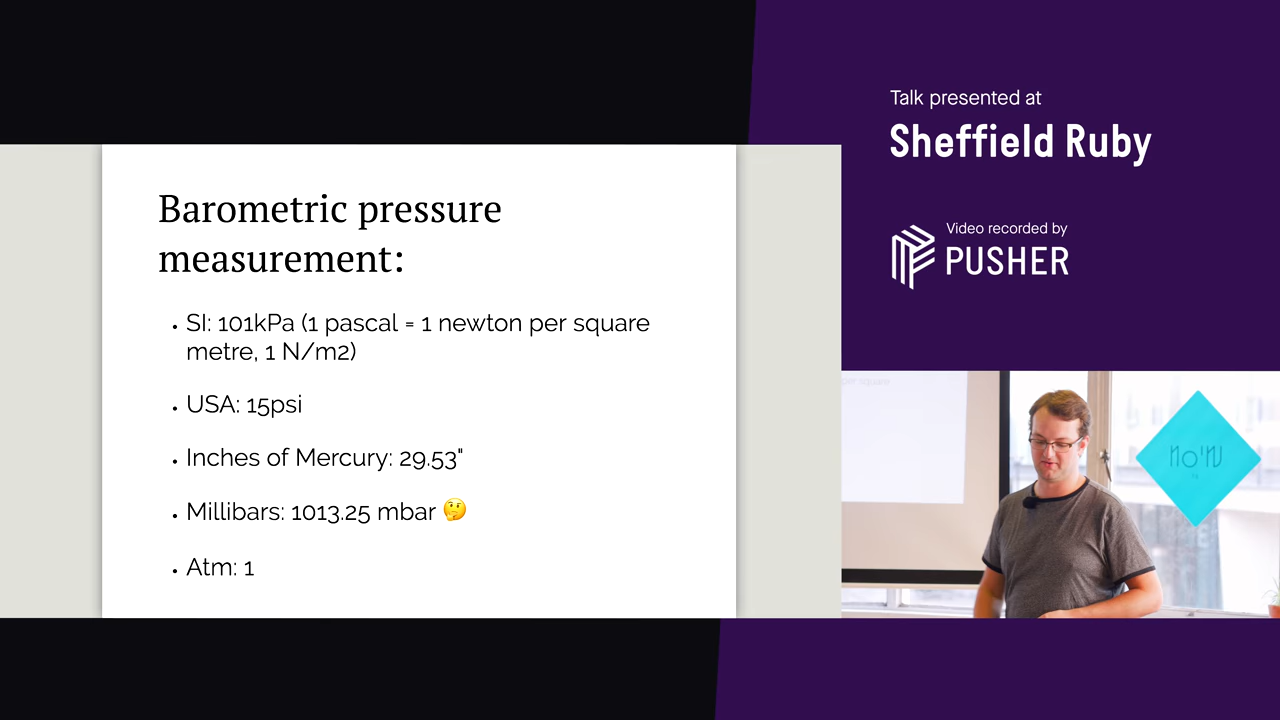 Talk presented at
Sheffield Ruby
Video recorded by
PUSHER
Barometric pressure
measurement:
• SI: 101kPa (1 pascal = 1 newton per square
metre, 1 N/m2)
• USA: 15psi
• Inches of Mercury: 29.53"
• Millibars: 1013.25 mbar 🤔
• Atm: 1